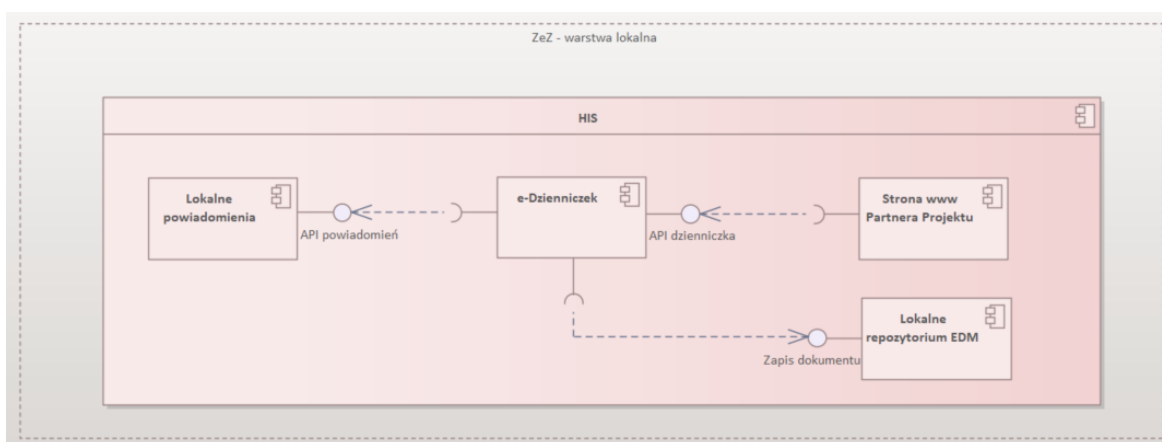 ZeZ - warstwa lokalna
HIS
Lokalne
powiadomienia
API powiadomień
e-Dzienniczek
API dzienniczka
Strona www
Partnera Projektu
Lokalne
repozytorium EDM
Zapis dokumentu